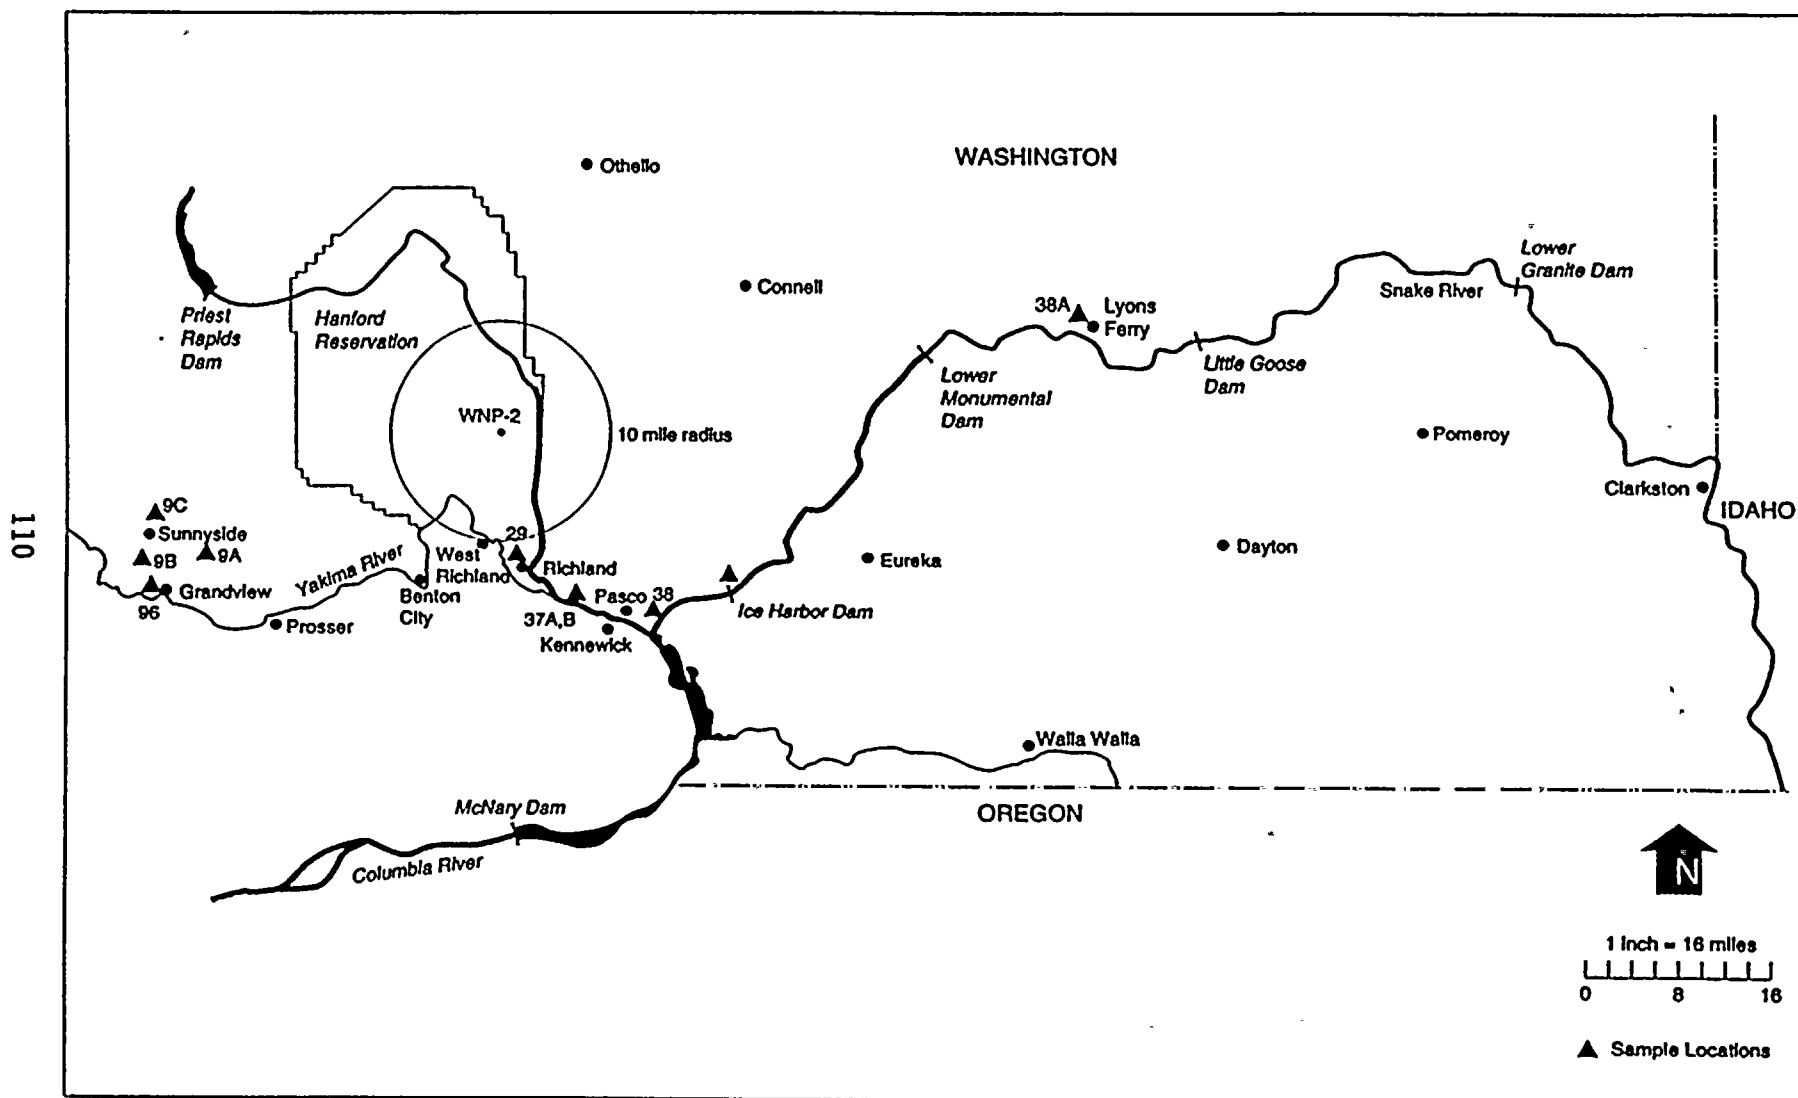 WASHINGTON
Othello
Connell
Lower
Granite Dam
Snake River
Priest
Rapids
Dam
Hanford
Reservation
38A
Lyons
Ferry
Little Goose
Dam
Lower
Monumental
Dam
WNP-2
10 mile radius
Pomeroy
Clarkston
IDAHO
110
9C
Sunnyside
9B
9A
Grandview
96
Yakima River
Prosser
Benton
City
West
Richland
29
Richland
37A,B
Pasco
38
Kennewick
Ice Harbor Dam
Eureka
Dayton
Walla Walla
McNary Dam
Columbia River
OREGON
N
1 inch = 16 miles
0 8 16
Sample Locations